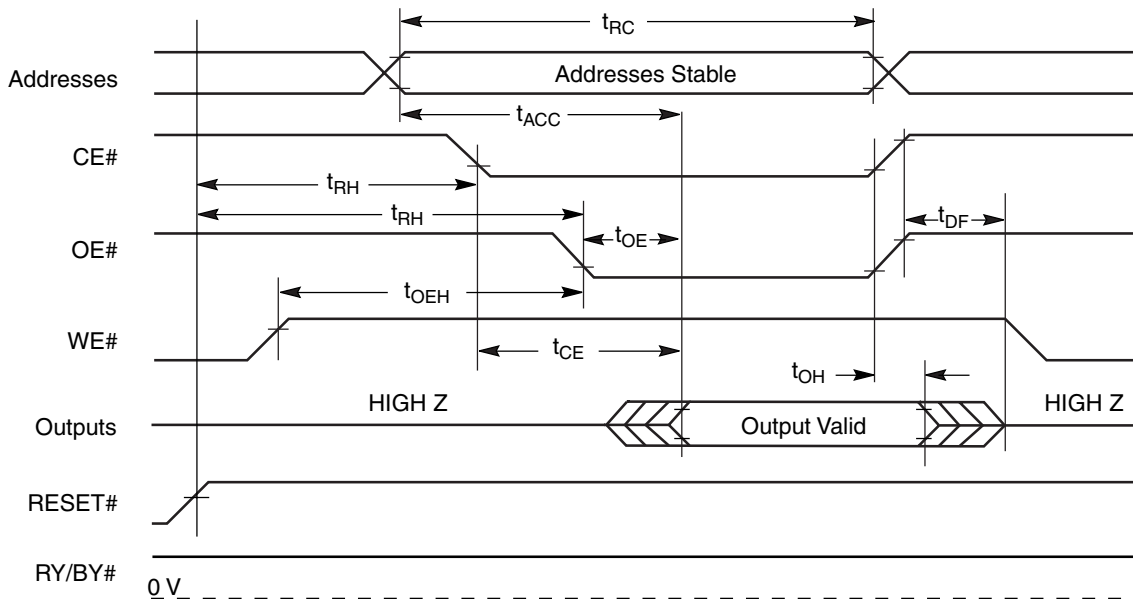 tRC
Addresses
Addresses Stable
tACC
CE#
tRH
tRH
tDF
OE#
tOE
tOEH
WE#
tCE
tOH
HIGH Z
HIGH Z
Outputs
Output Valid
RESET#
RY/BY#
0 V